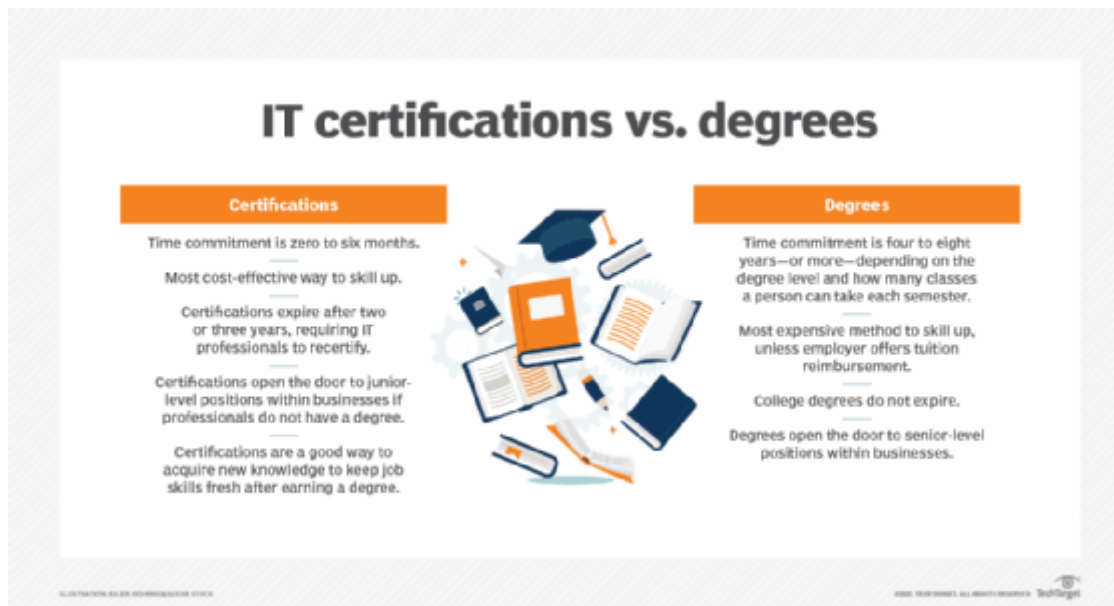 IT certifications vs. degrees
Certifications
Time commitment is zero to six months.
Most cost-effective way to skill up.
Certifications expire after two
or three years, requiring IT
professionals to recertify.
Certifications open the door to junior-
level positions within businesses if
professionals do not have a degree.
Certifications are a good way to
acquire new knowledge to keep job
skills fresh after earning a degree.
Degrees
Time commitment is four to eight
years—or more—depending on the
degree level and how many classes
a person can take each semester.
Most expensive method to skill up,
unless employer offers tuition
reimbursement.
College degrees do not expire.
Degrees open the door to senior-level
positions within businesses.
ALL RIGHTS RESERVED
TechTarget